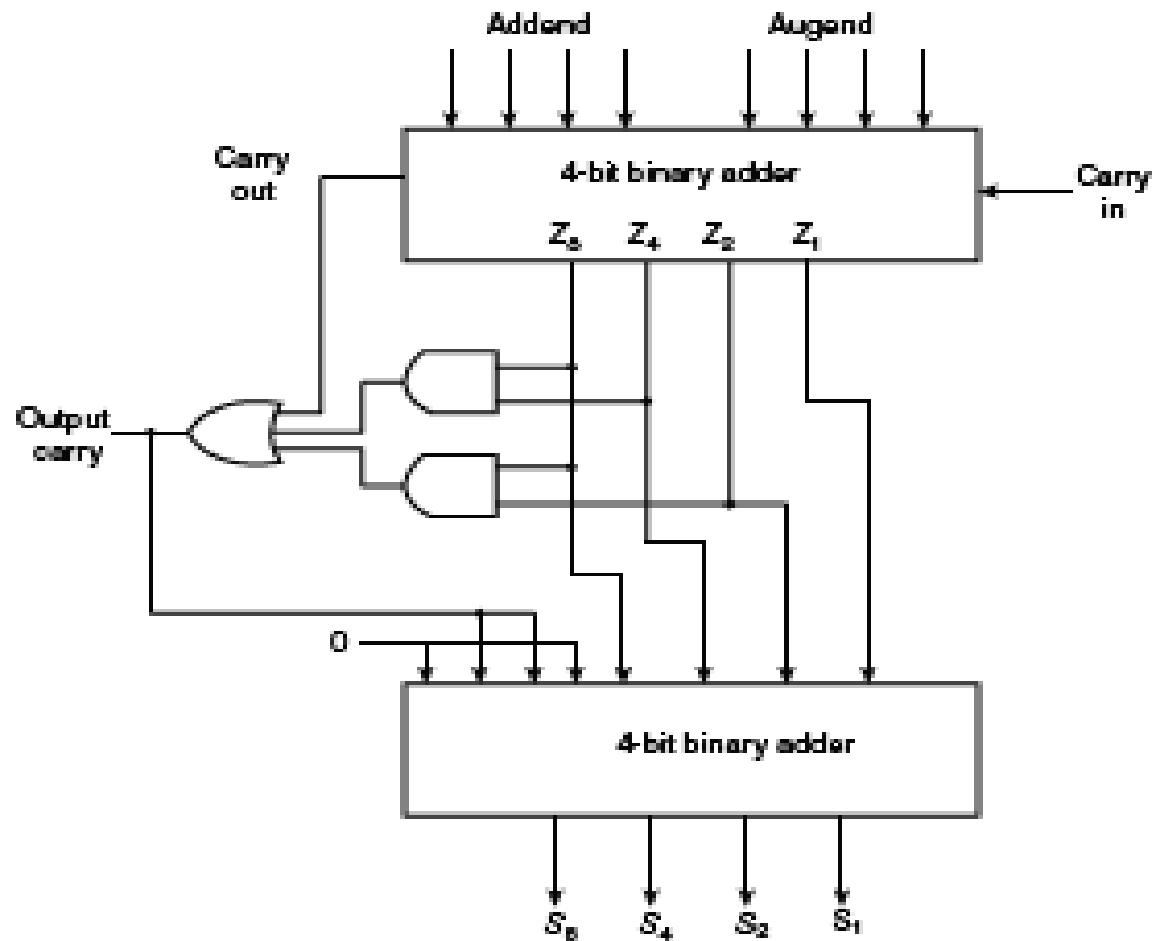 Addend
Augend
Carry
out
4-bit binary adder
Carry
in
Z₈ Z₄ Z₂ Z₁
Output
carry
0
4-bit binary adder
S₈ S₄ S₂ S₁